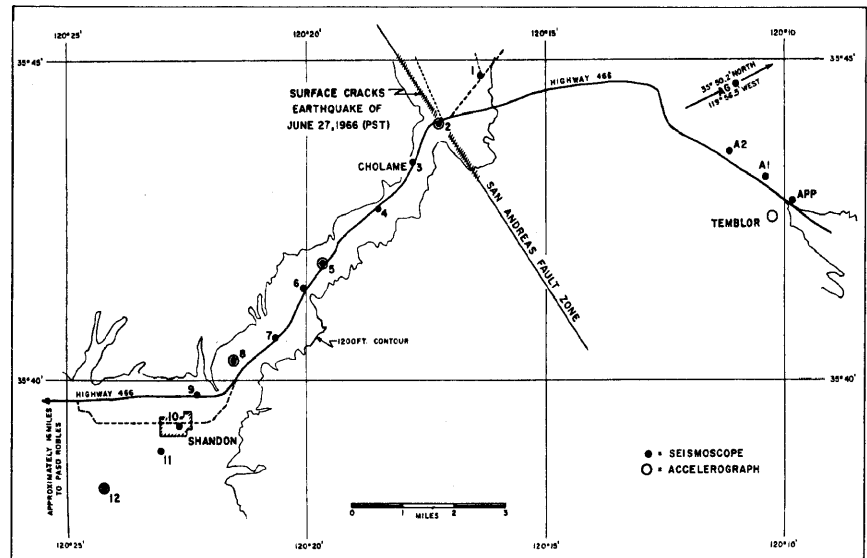 120° 25'
120° 20'
120° 15'
120° 10'
35° 45'
35° 45'
1
HIGHWAY 466
35° 50.2' NORTH
AG
119° 56.5' WEST
SURFACE CRACKS
EARTHQUAKE OF
JUNE 27, 1966 (PST)
2
A2
CHOLAME
3
A1
APP
SAN ANDREAS FAULT ZONE
4
TEMBLOR
5
6
7
1200 FT. CONTOUR
8
35° 40'
35° 40'
9
HIGHWAY 466
10
SHANDON
11
12
APPROXIMATELY 16 MILES
TO PASO ROBLES
● = SEISMOSCOPE
○ = ACCELEROGRAPH
0 1 2 3
MILES
120° 25'
120° 20'
120° 15'
120° 10'